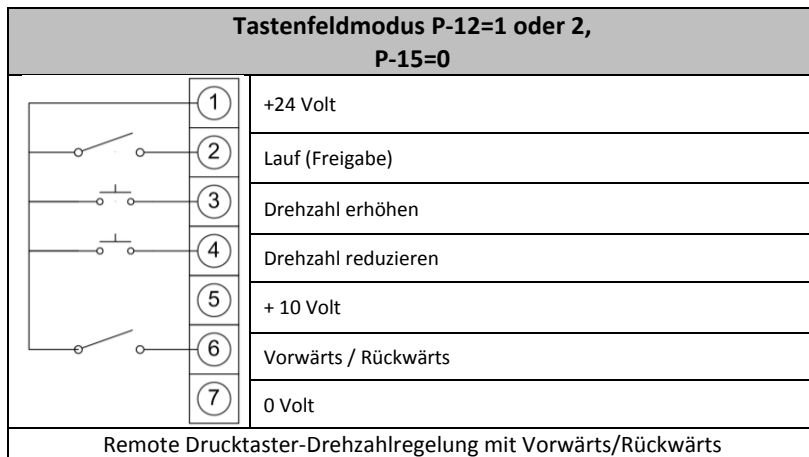 Tastenfeldmodus P-12=1 oder 2,
P-15=0
1 +24 Volt
2 Lauf (Freigabe)
3 Drehzahl erhöhen
4 Drehzahl reduzieren
5 + 10 Volt
6 Vorwärts / Rückwärts
7 0 Volt
Remote Drucktaster-Drehzahlregelung mit Vorwärts/Rückwärts